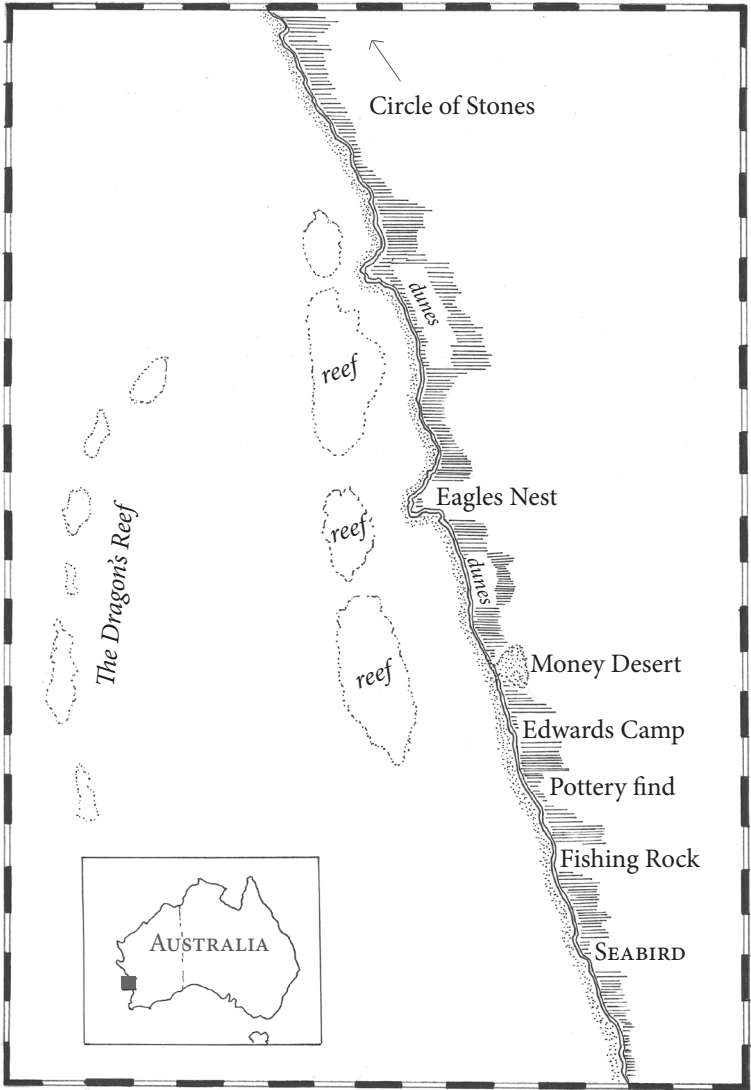 Circle of Stones
dunes
reef
Eagles Nest
reef
The Dragon's Reef
dunes
Money Desert
reef
Edwards Camp
Pottery find
Fishing Rock
AUSTRALIA
SEABIRD